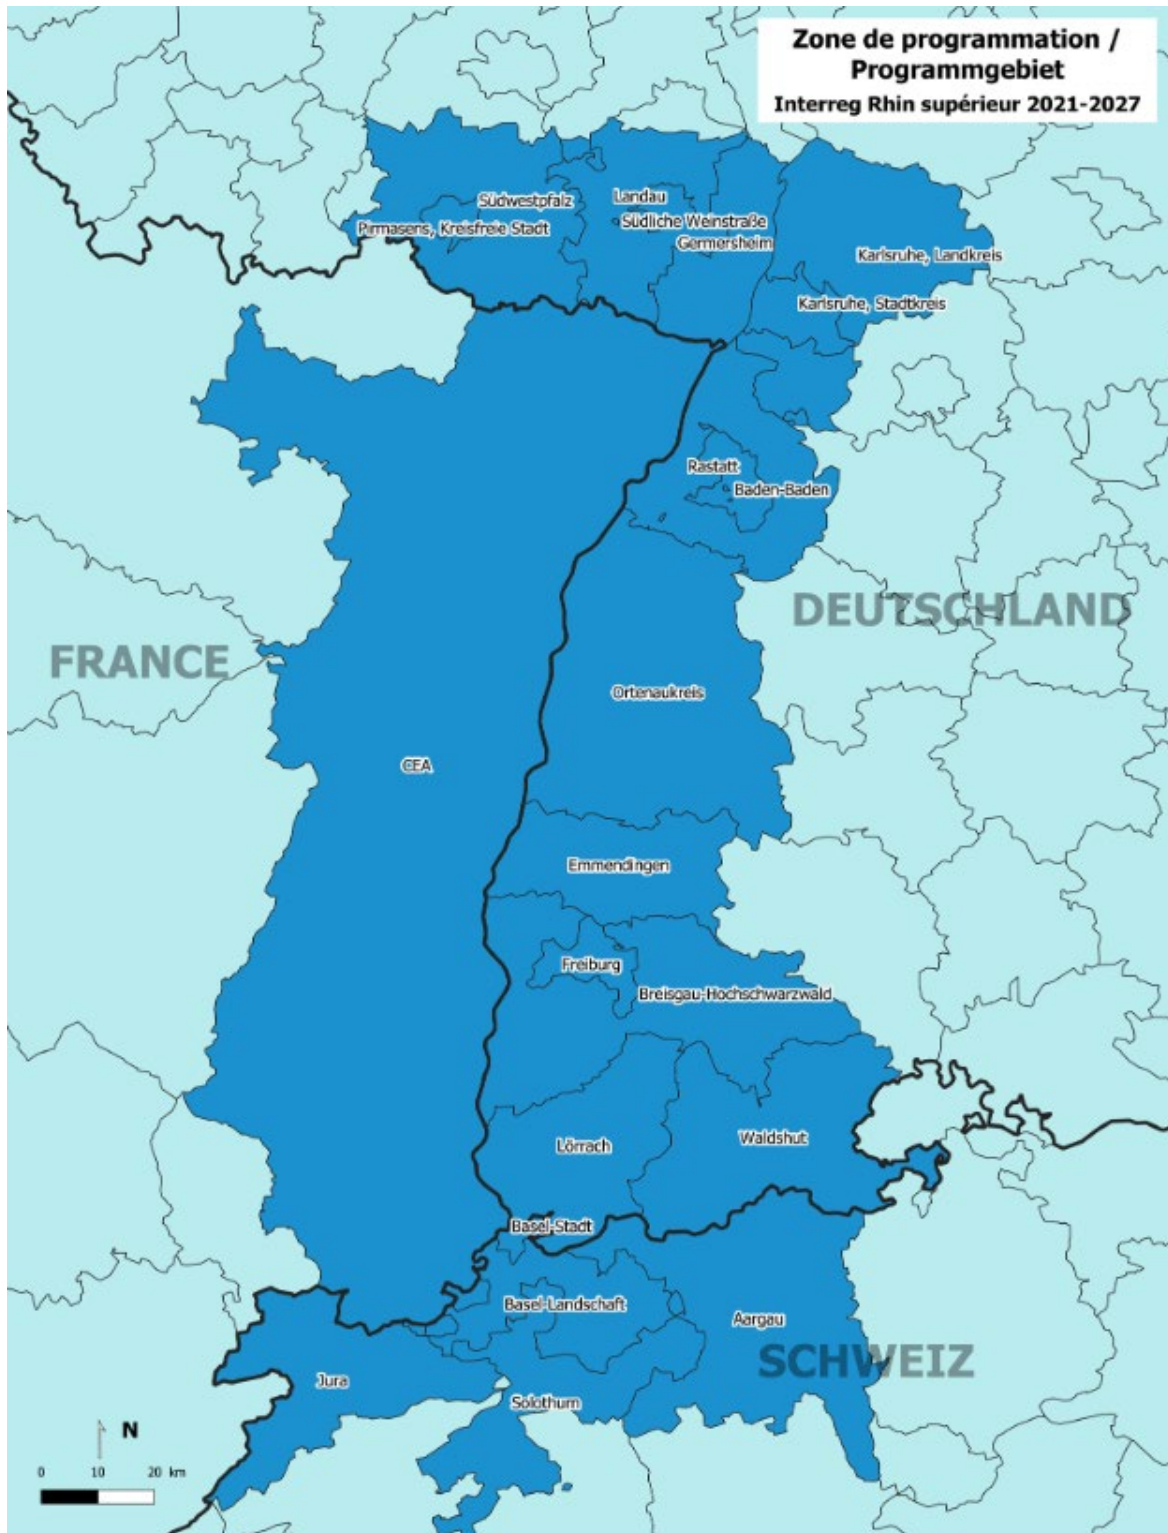 Zone de programmation /
Programmgebiet
Interreg Rhin supérieur 2021-2027
Südwestpfalz
Landau
Pirmasens, Kreisfreie Stadt
Südliche Weinstraße
Germersheim
Karlsruhe, Landkreis
Karlsruhe, Stadtkreis
Rastatt
Baden-Baden
DEUTSCHLAND
FRANCE
Ortenaukreis
CEA
Emmendingen
Freiburg
Breisgau-Hochschwarzwald
Lörrach
Waldshut
Basel-Stadt
Basel-Landschaft
Aargau
SCHWEIZ
Jura
Solothurn
N
0 10 20 km